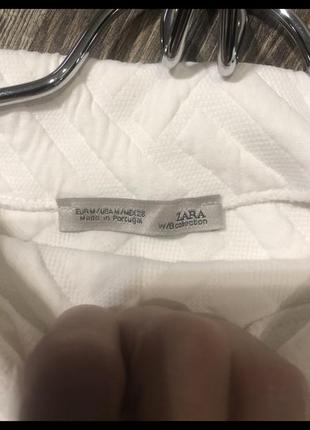 EUR M / USA M / MEX 28
Made in Portugal
ZARA
W/B collection